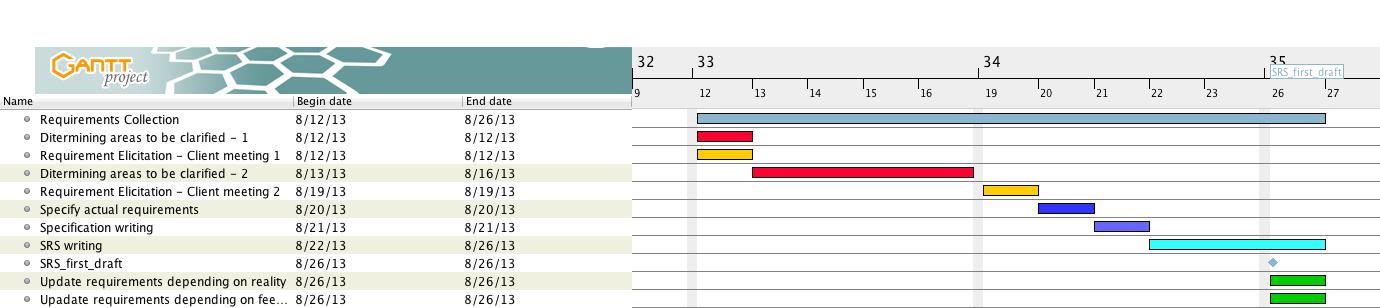 GANTT
project
32 33 34 35
SRS_first_draft
9 12 13 14 15 16 19 20 21 22 23 26 27
Name Begin date End date
Requirements Collection 8/12/13 8/26/13
Ditermining areas to be clarified - 1 8/12/13 8/12/13
Requirement Elicitation - Client meeting 1 8/12/13 8/12/13
Ditermining areas to be clarified - 2 8/13/13 8/16/13
Requirement Elicitation - Client meeting 2 8/19/13 8/19/13
Specify actual requirements 8/20/13 8/20/13
Specification writing 8/21/13 8/21/13
SRS writing 8/22/13 8/26/13
SRS_first_draft 8/26/13 8/26/13
Update requirements depending on reality 8/26/13 8/26/13
Upadate requirements depending on fee... 8/26/13 8/26/13